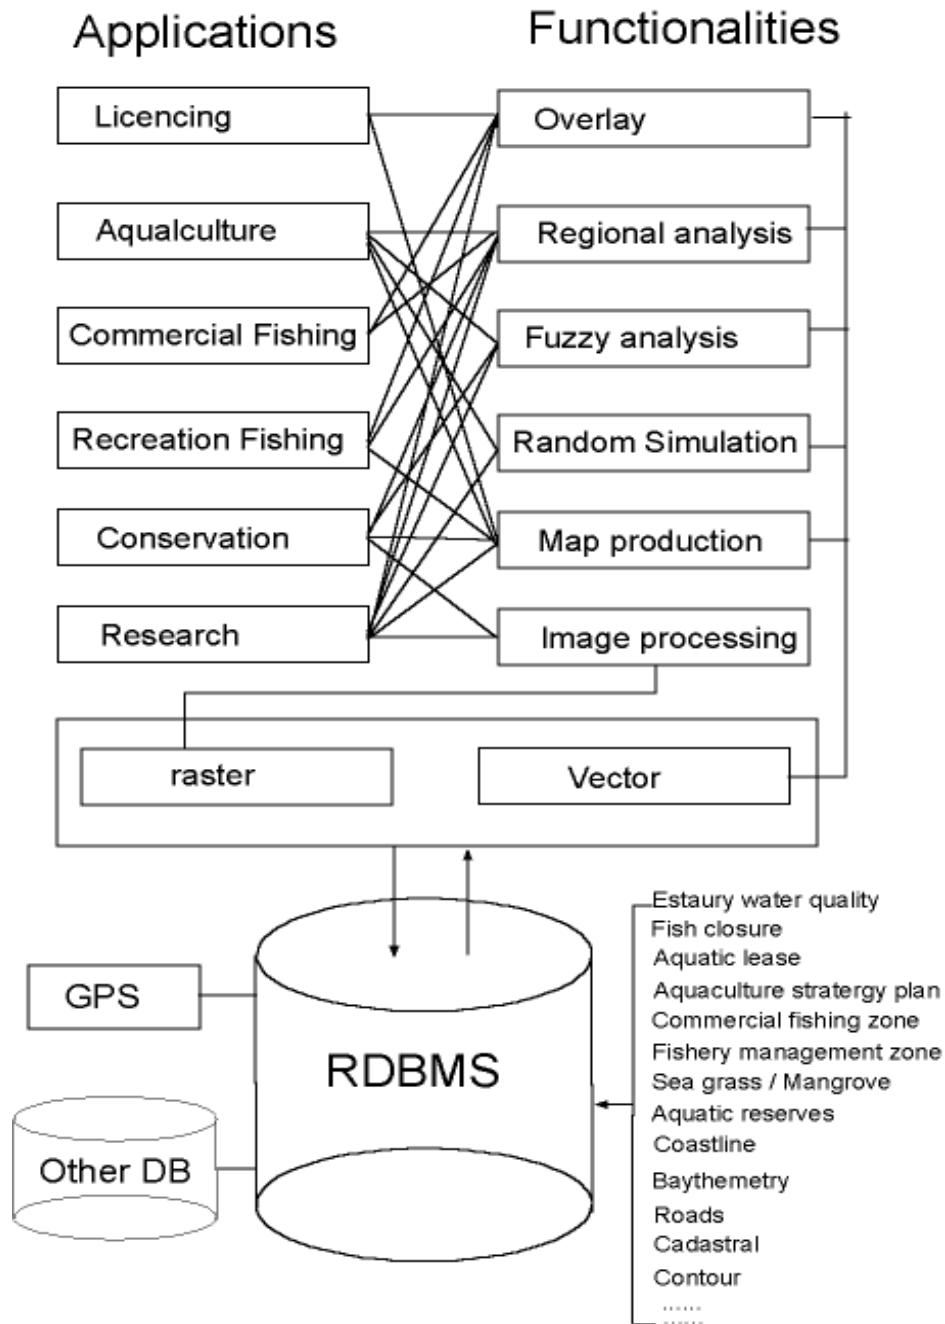 Applications
Functionalities
Licencing
Overlay
Aqualculture
Regional analysis
Commercial Fishing
Fuzzy analysis
Recreation Fishing
Random Simulation
Conservation
Map production
Research
Image processing
raster
Vector
Estaury water quality
Fish closure
Aquatic lease
Aquaculture stratergy plan
Commercial fishing zone
Fishery management zone
Sea grass / Mangrove
Aquatic reserves
Coastline
Baythemetry
Roads
Cadastral
Contour
......
......
GPS
RDBMS
Other DB